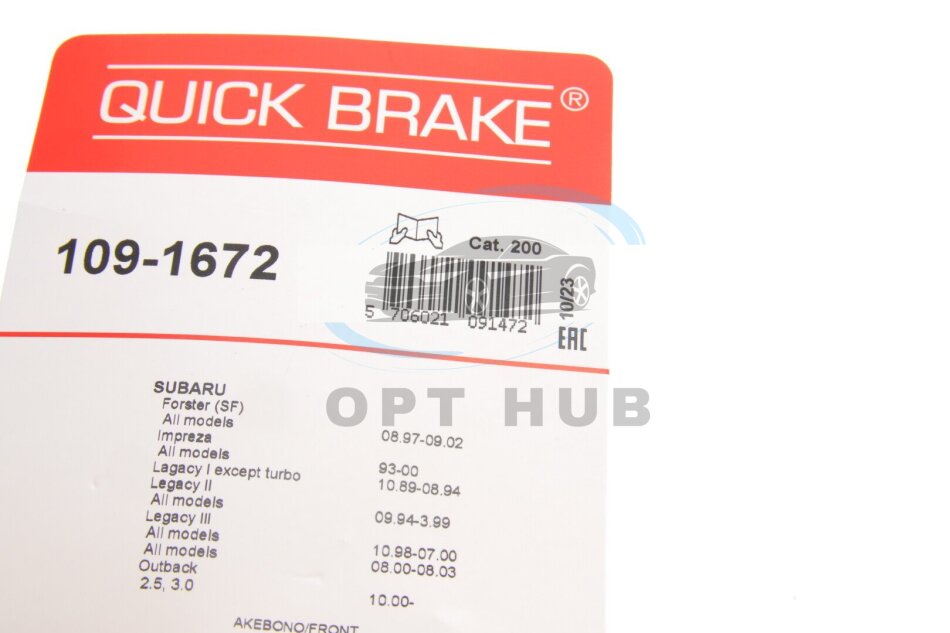 QUICK BRAKE®
109-1672
Cat. 200
5 706021 091472
10/23
EAC
OPT HUB
SUBARU
Forster (SF)
All models 08.97-09.02
Impreza
All models 93-00
Lagacy I except turbo 10.89-08.94
Legacy II
All models 09.94-3.99
Legacy III
All models 10.98-07.00
All models 08.00-08.03
Outback
2.5, 3.0 10.00-
AKEBONO/FRONT